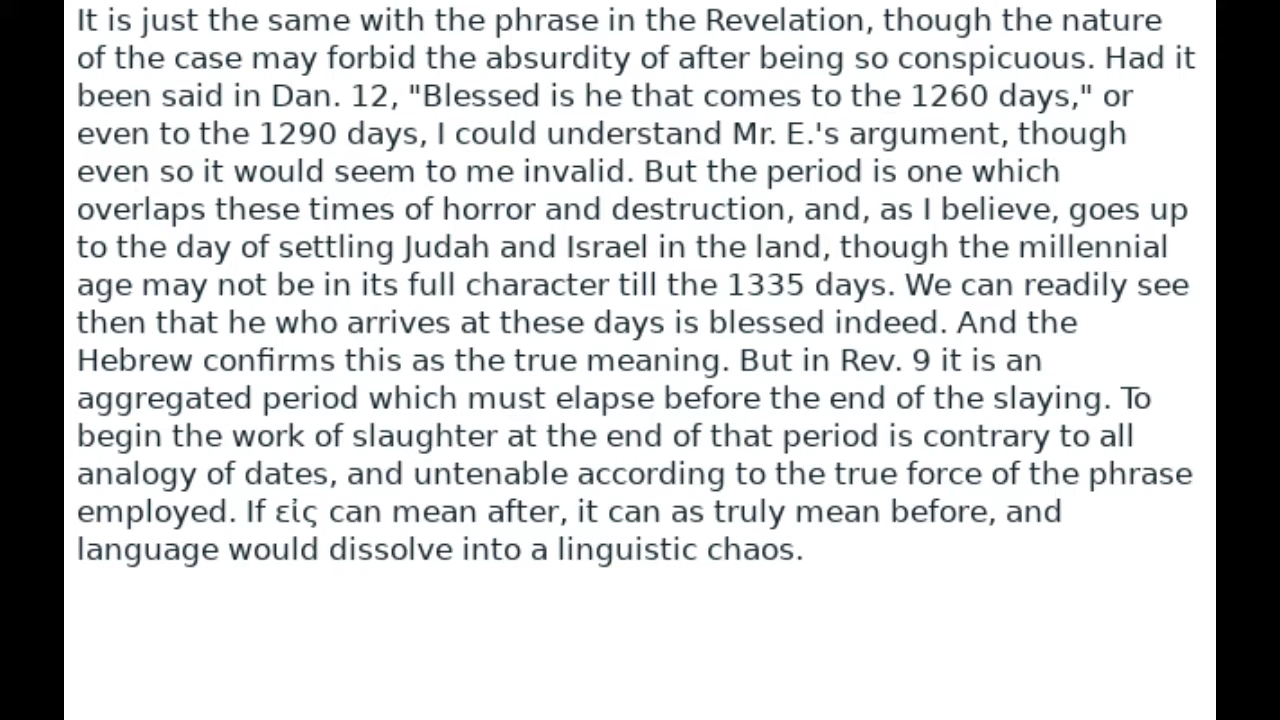 It is just the same with the phrase in the Revelation, though the nature
of the case may forbid the absurdity of after being so conspicuous. Had it
been said in Dan. 12, "Blessed is he that comes to the 1260 days," or
even to the 1290 days, I could understand Mr. E.'s argument, though
even so it would seem to me invalid. But the period is one which
overlaps these times of horror and destruction, and, as I believe, goes up
to the day of settling Judah and Israel in the land, though the millennial
age may not be in its full character till the 1335 days. We can readily see
then that he who arrives at these days is blessed indeed. And the
Hebrew confirms this as the true meaning. But in Rev. 9 it is an
aggregated period which must elapse before the end of the slaying. To
begin the work of slaughter at the end of that period is contrary to all
analogy of dates, and untenable according to the true force of the phrase
employed. If εἰς can mean after, it can as truly mean before, and
language would dissolve into a linguistic chaos.